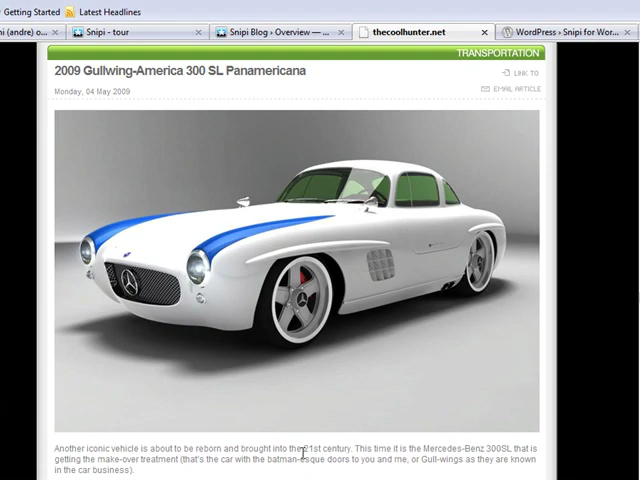 Getting Started Latest Headlines
ni (andre) o... Snipi - tour Snipi Blog › Overview — ... thecoolhunter.net WordPress › Snipi for Wor...
TRANSPORTATION
2009 Gullwing-America 300 SL Panamericana
LINK TO
Monday, 04 May 2009
EMAIL ARTICLE
Another iconic vehicle is about to be reborn and brought into the 21st century. This time it is the Mercedes-Benz 300SL that is
getting the make-over treatment (that's the car with the batman-esque doors to you and me, or Gull-wings as they are known
in the car business).